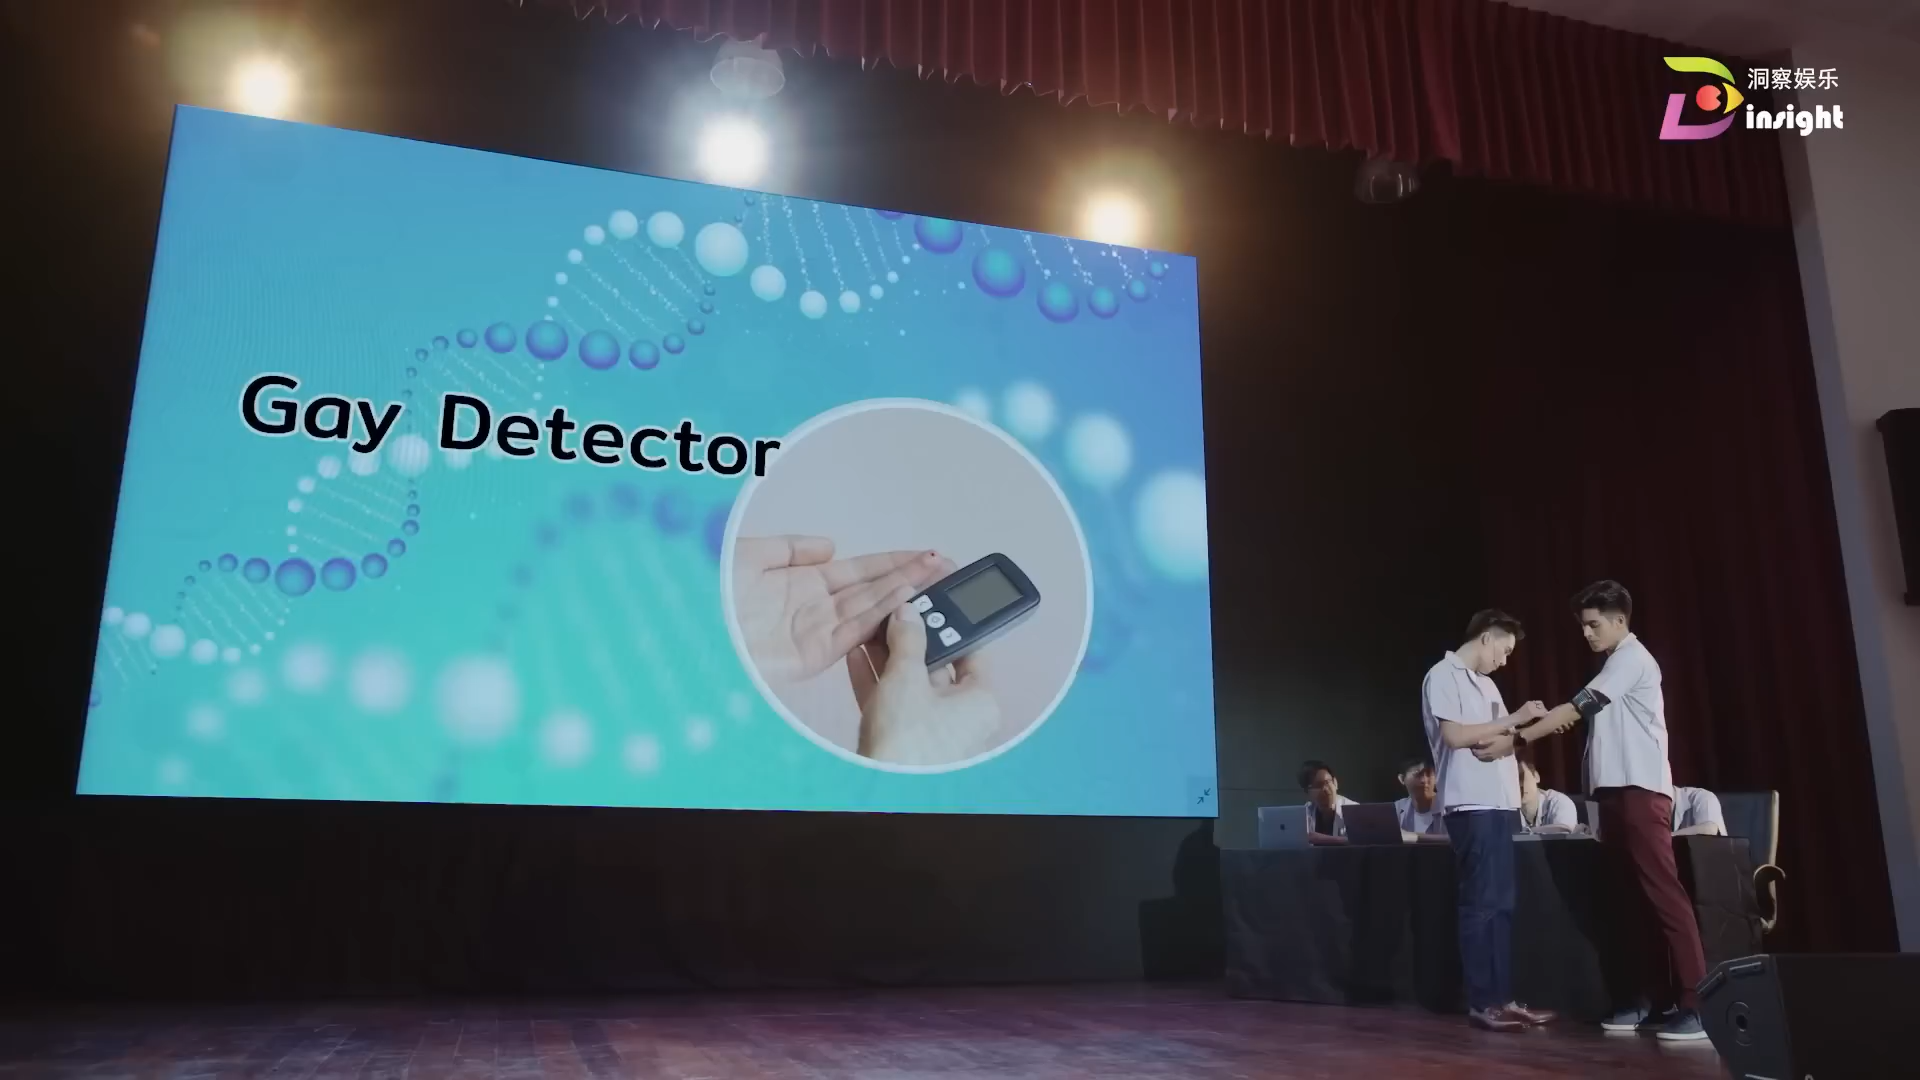 洞察娱乐
insight
Gay Detector